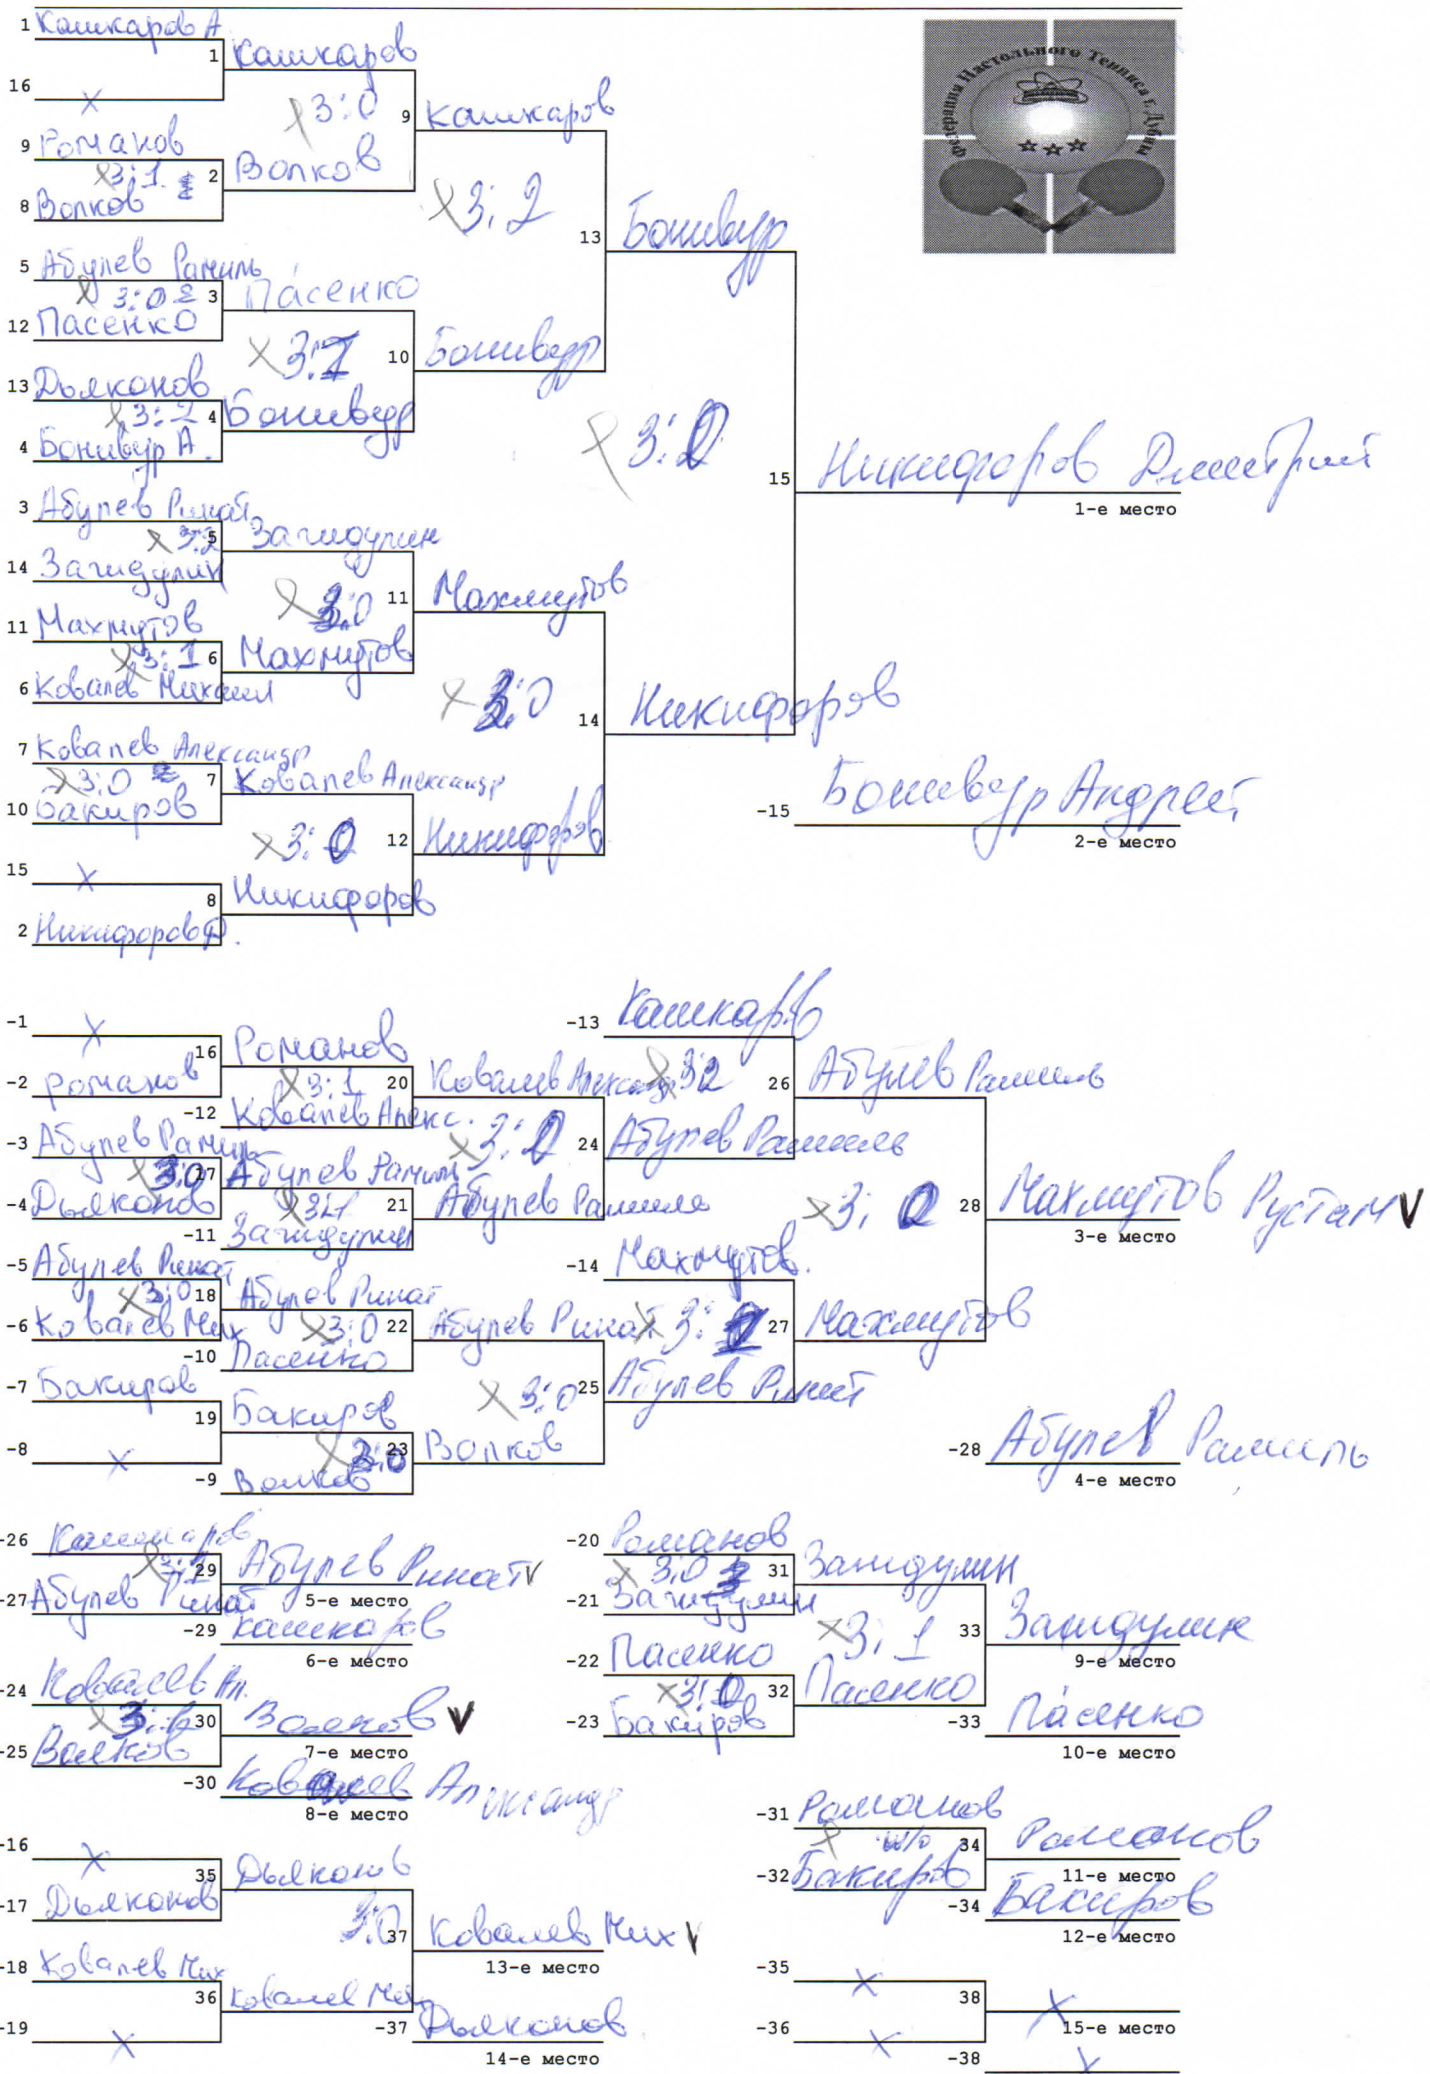 1 Кашкаров А
1 Кашкаров
16 X
3:0
9 Кашкаров
9 Романов
3:1
2 Волков
8 Волков
3:2
13 Бонивур
5 Абулев Рамиль
3:0
3 Пасенко
12 Пасенко
3:1
10 Бонивур
13 Дьяконов
3:2
4 Бонивур
4 Бонивур А.
3:0
15 Никифоров Дмитрий
1-е место
3 Абулев Ринат
3:2
5 Загидулин
14 Загидулин
3:0
11 Махмутов
11 Махмутов
3:1
6 Махмутов
6 Ковалев Михаил
3:0
14 Никифоров
7 Ковалев Александр
3:0
7 Ковалев Александр
10 Бакиров
3:0
12 Никифоров
15 X
8 Никифоров
2 Никифоров Д.
-15 Бонивур Андрей
2-е место
Федерация Настольного Тенниса г. Дубны
-1 X
16 Романов
-2 Романов
3:1
20 Ковалев Александр
-12 Ковалев Алекс.
-13 Кашкаров
3:2
26 Абулев Рамиль
-3 Абулев Рамиль
3:0
17 Абулев Рамиль
3:0
24 Абулев Рамиль
-4 Дьяконов
3:1
21 Абулев Рамиль
-11 Загидулин
3:0
28 Махмутов Рустам V
3-е место
-5 Абулев Ринат
3:0
18 Абулев Ринат
-14 Махмутов.
-6 Ковалев Мих
3:0
22 Абулев Ринат
27 Махмутов
-10 Пасенко
-7 Бакиров
3:0
25 Абулев Ринат
19 Бакиров
-8 X
3:0
23 Волков
-9 Волков
-28 Абулев Рамиль
4-е место
-26 Кашкаров
29 Абулев Ринат V
5-е место
-27 Абулев Ринат
-29 Кашкаров
6-е место
-20 Романов
3:0
31 Загидулин
-21 Загидулин
3:1
33 Загидулин
9-е место
-22 Пасенко
3:0
32 Пасенко
-23 Бакиров
-33 Пасенко
10-е место
-24 Ковалев Ал.
30 Волков V
7-е место
-25 Волков
-30 Ковалев Александр
8-е место
-31 Романов
34 Романов
11-е место
-32 Бакиров
-34 Бакиров
12-е место
-16 X
35 Дьяконов
-17 Дьяконов
3:0
37 Ковалев Мих V
13-е место
-18 Ковалев Мих
36 Ковалев Мих
-19 X
-37 Дьяконов
14-е место
-35 X
38 X
15-е место
-36 X
-38 X